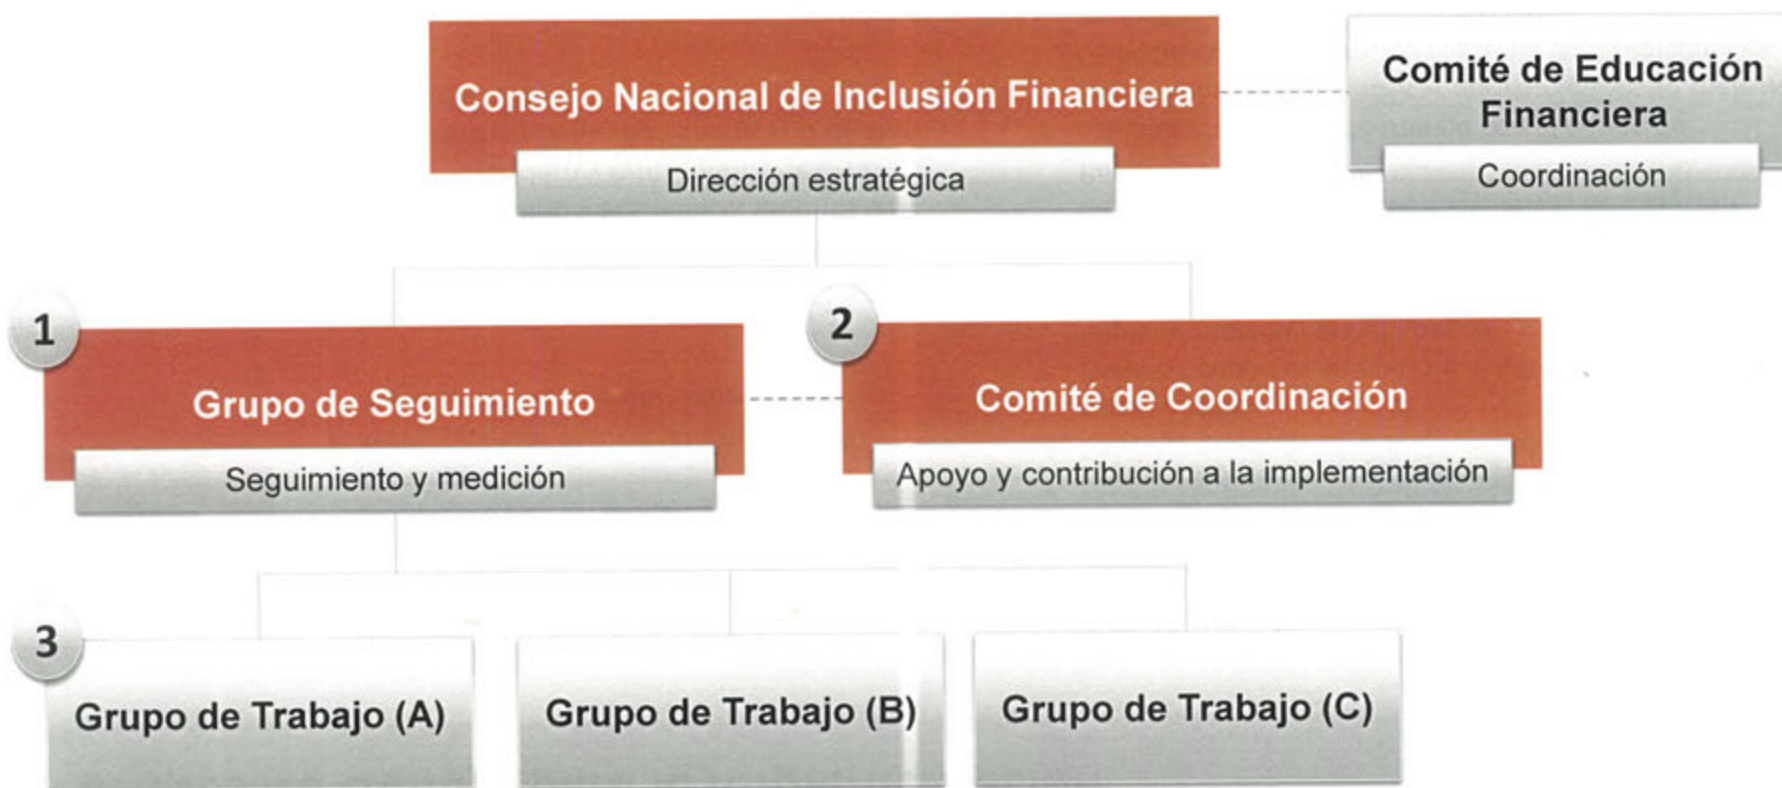 Consejo Nacional de Inclusión Financiera
Dirección estratégica
Comité de Educación
Financiera
Coordinación
1
Grupo de Seguimiento
Seguimiento y medición
2
Comité de Coordinación
Apoyo y contribución a la implementación
3
Grupo de Trabajo (A)
Grupo de Trabajo (B)
Grupo de Trabajo (C)